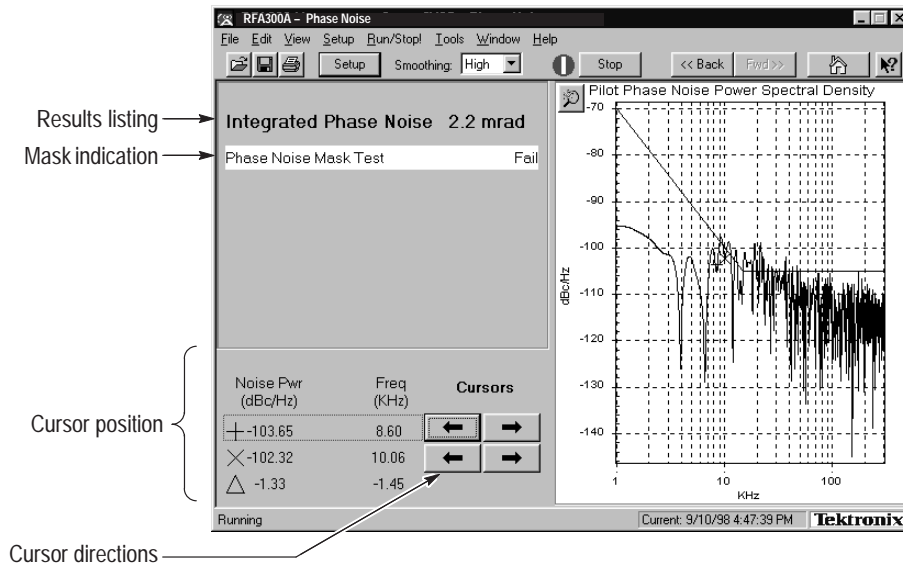 RFA300A – Phase Noise
File Edit View Setup Run/Stop! Tools Window Help
Setup Smoothing: High Stop << Back Fwd >>
Results listing
Integrated Phase Noise 2.2 mrad
Mask indication
Phase Noise Mask Test Fail
Pilot Phase Noise Power Spectral Density
-70
-80
-90
-100
-110
-120
-130
-140
dBc/Hz
1 10 100
KHz
Cursor position
Noise Pwr Freq Cursors
(dBc/Hz) (KHz)
-103.65 8.60
-102.32 10.06
-1.33 -1.45
Cursor directions
Running Current: 9/10/98 4:47:39 PM Tektronix